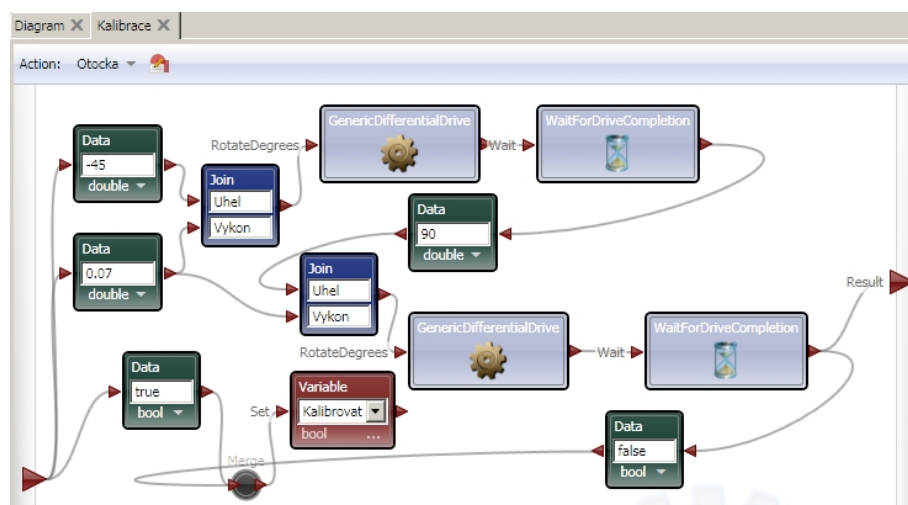 Diagram
Kalibrace
Action: Otocka
Data
-45
double
RotateDegrees
GenericDifferentialDrive
Wait
WaitForDriveCompletion
Join
Uhel
Vykon
Data
90
double
Data
0.07
double
Join
Uhel
Vykon
Result
RotateDegrees
GenericDifferentialDrive
Wait
WaitForDriveCompletion
Data
true
bool
Set
Variable
Kalibrovat
bool ...
Data
false
bool
Merge